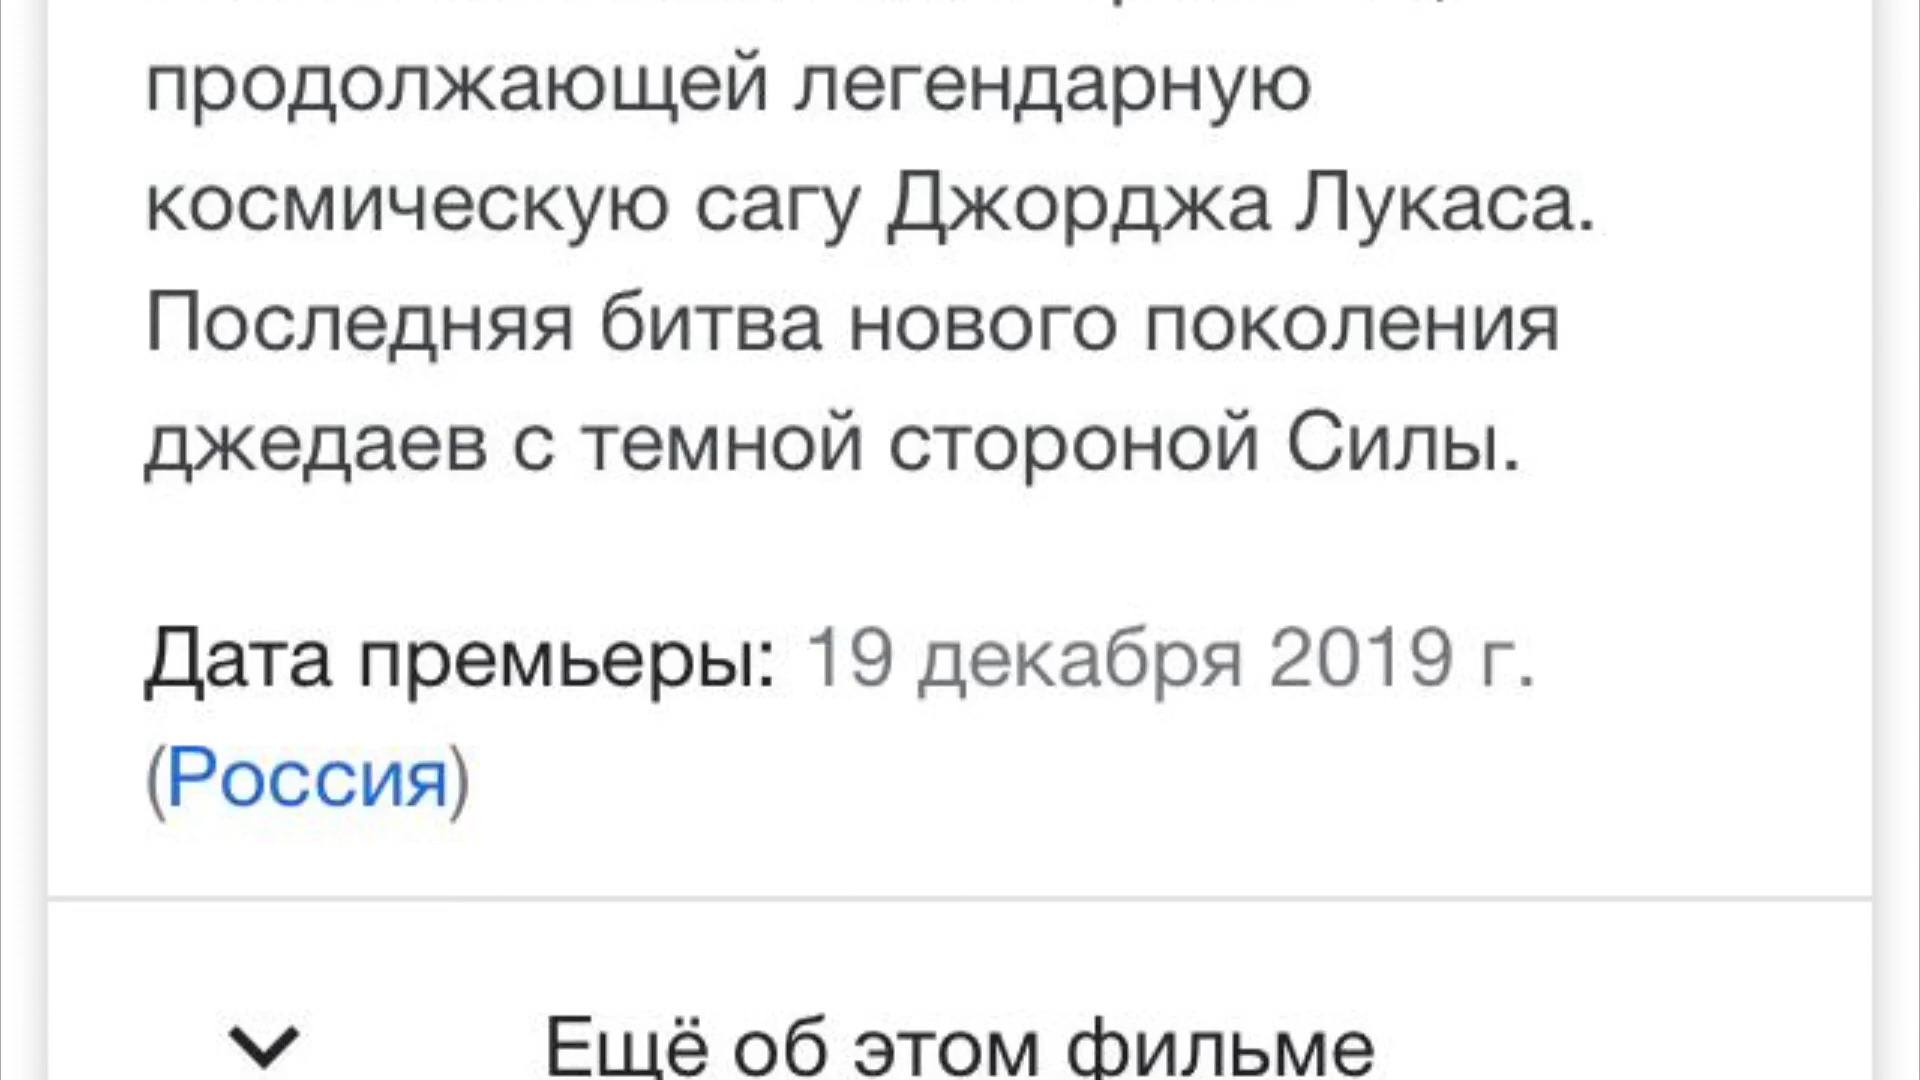 продолжающей легендарную
космическую сагу Джорджа Лукаса.
Последняя битва нового поколения
джедаев с темной стороной Силы.
Дата премьеры: 19 декабря 2019 г.
(Россия)
Ещё об этом фильме